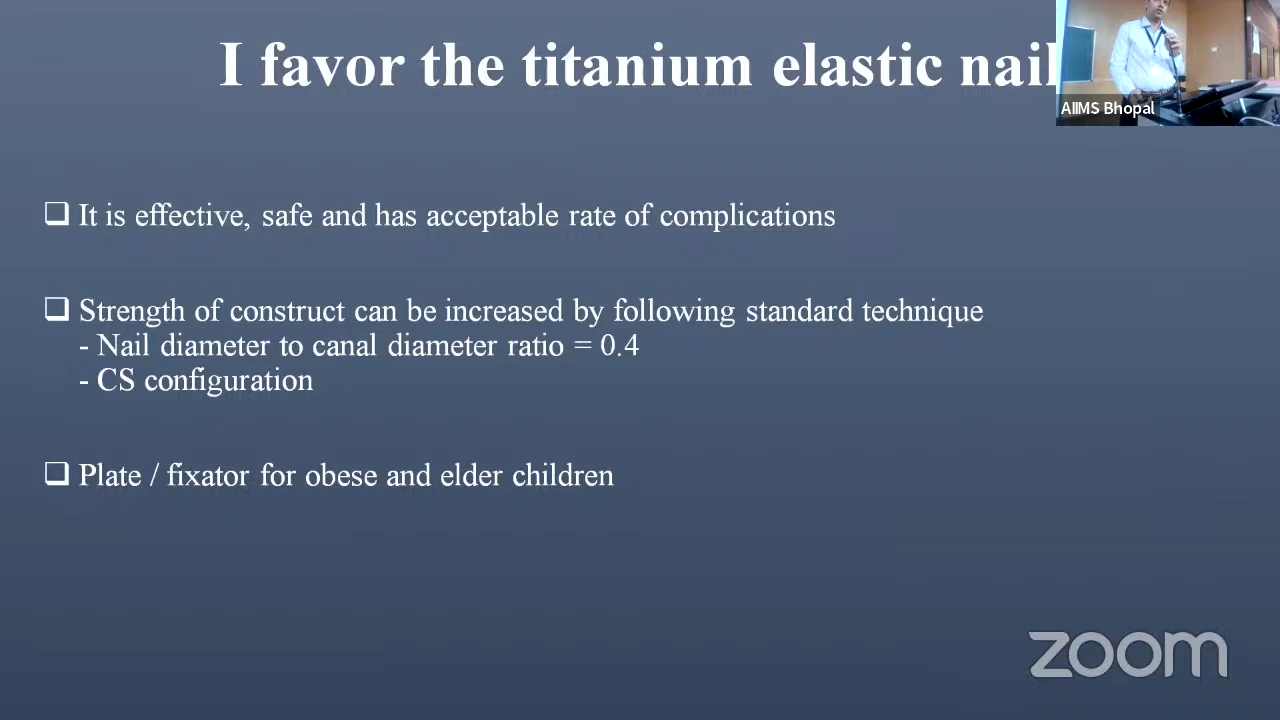 I favor the titanium elastic nail
AIIMS Bhopal
❑ It is effective, safe and has acceptable rate of complications
❑ Strength of construct can be increased by following standard technique
- Nail diameter to canal diameter ratio = 0.4
- CS configuration
❑ Plate / fixator for obese and elder children
zoom